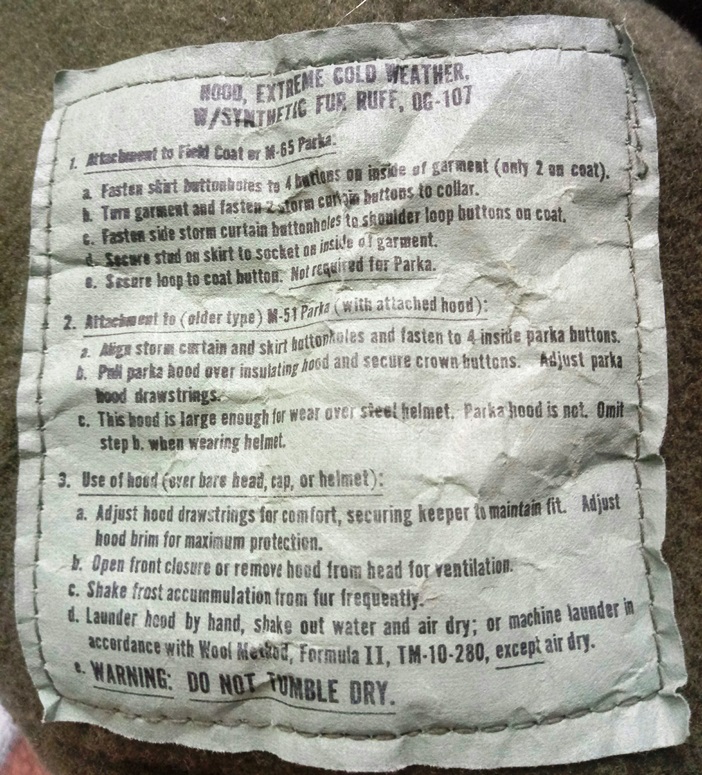 HOOD, EXTREME COLD WEATHER,
W/SYNTHETIC FUR RUFF, OG-107
1. Attachment to Field Coat or M-65 Parka:
a. Fasten skirt buttonholes to 4 buttons on inside of garment (only 2 on coat).
b. Turn garment and fasten 2 storm curtain buttons to collar.
c. Fasten side storm curtain buttonholes to shoulder loop buttons on coat.
d. Secure stud on skirt to socket on inside of garment.
e. Secure loop to coat button. Not required for Parka.
2. Attachment to (older type) M-51 Parka (with attached hood):
a. Align storm curtain and skirt buttonholes and fasten to 4 inside parka buttons.
b. Pull parka hood over insulating hood and secure crown buttons. Adjust parka
hood drawstrings.
c. This hood is large enough for wear over steel helmet. Parka hood is not. Omit
step b. when wearing helmet.
3. Use of hood (over bare head, cap, or helmet):
a. Adjust hood drawstrings for comfort, securing keeper to maintain fit. Adjust
hood brim for maximum protection.
b. Open front closure or remove hood from head for ventilation.
c. Shake frost accummulation from fur frequently.
d. Launder hood by hand, shake out water and air dry; or machine launder in
accordance with Wool Method, Formula II, TM-10-280, except air dry.
e. WARNING: DO NOT TUMBLE DRY.